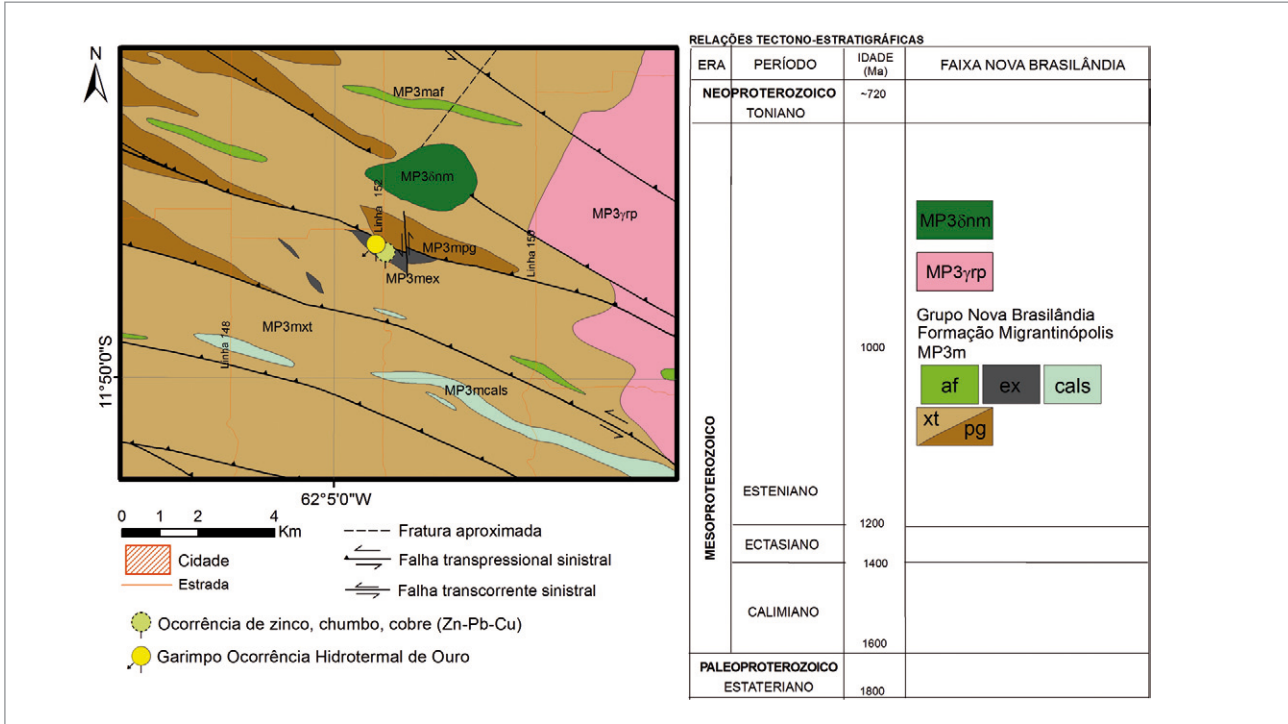 N
MP3maf
MP3δnm
Linha 152
MP3γrp
MP3mpg
Linha 156
MP3mex
MP3mxt
Linha 148
MP3mcals
11°50'0"S
62°5'0"W
0 1 2 4
Km
Cidade
Estrada
Fratura aproximada
Falha transpressional sinistral
Falha transcorrente sinistral
Ocorrência de zinco, chumbo, cobre (Zn-Pb-Cu)
Garimpo Ocorrência Hidrotermal de Ouro
RELAÇÕES TECTONO-ESTRATIGRÁFICAS
ERA PERÍODO IDADE (Ma) FAIXA NOVA BRASILÂNDIA
NEOPROTEROZOICO ~720
TONIANO
MP3δnm
MP3γrp
Grupo Nova Brasilândia
Formação Migrantinópolis
MP3m
1000
af ex cals
xt pg
MESOPROTEROZOICO
ESTENIANO
1200
ECTASIANO
1400
CALIMIANO
1600
PALEOPROTEROZOICO
ESTATERIANO 1800